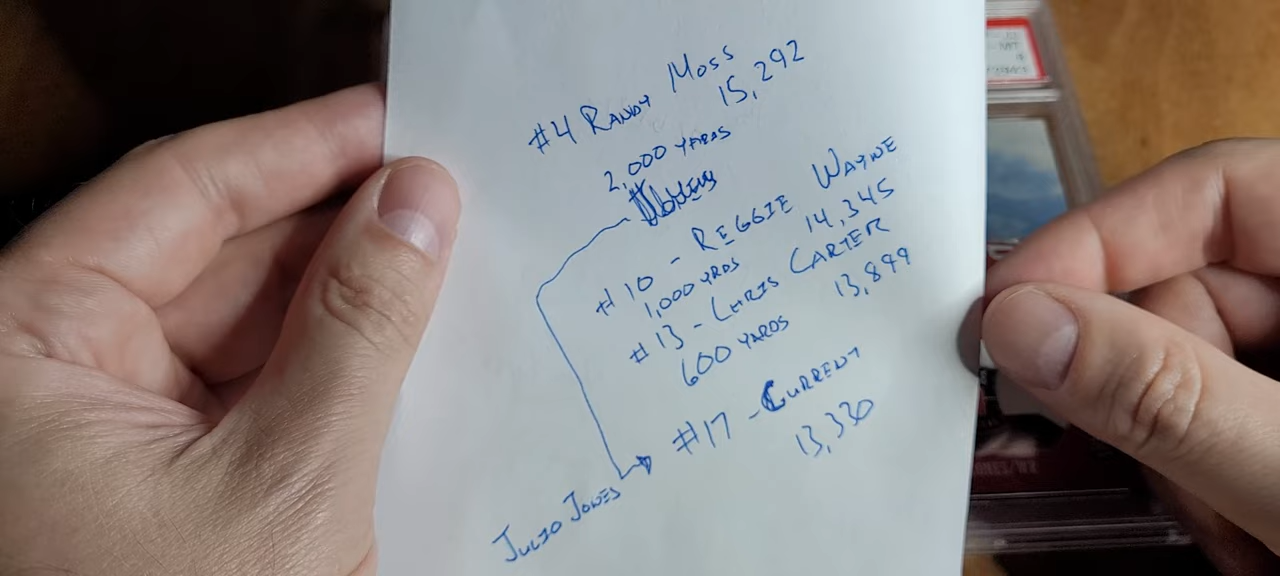 #4 RANDY MOSS
15,292
2,000 YARDS
#10 - REGGIE WAYNE
1,000 YRDS 14,345
#13 - CHRIS CARTER
600 YARDS 13,899
#17 - CURRENT
13,330
JULIO JONES